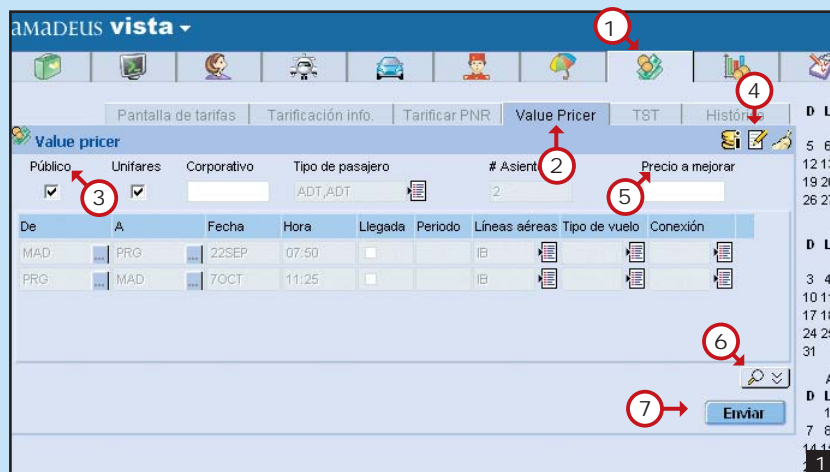 aMaDEUS vista
1
4
Pantalla de tarifas Tarificación info. Tarificar PNR Value Pricer TST Histórico
Value pricer
2
Público Unifares Corporativo Tipo de pasajero # Asient Precio a mejorar
3
5
ADT,ADT 2
De A Fecha Hora Llegada Periodo Líneas aéreas Tipo de vuelo Conexión
MAD ... PRG ... 22SEP 07:50 IB
PRG ... MAD ... 7OCT 11:25 IB
6
7
Enviar
D L
5 6
12 13
19 20
26 27
D L
3 4
10 11
17 18
24 25
31
A
D L
1
7 8
14 15
1